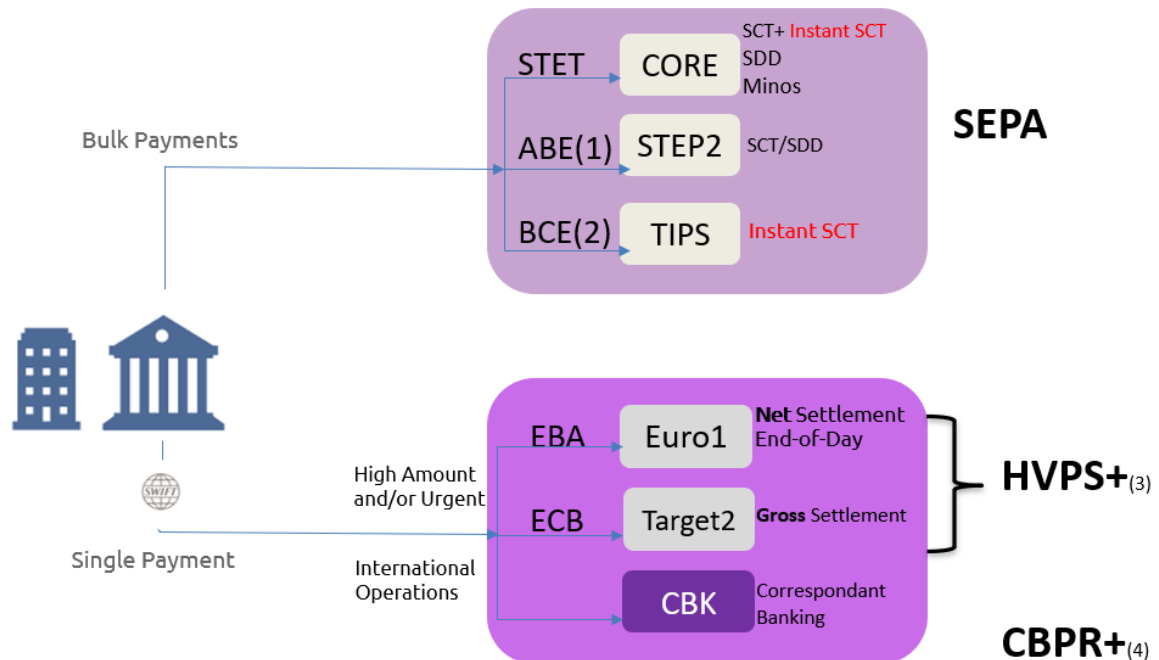 SCT+ Instant SCT
STET
CORE
SDD
Minos
SEPA
Bulk Payments
ABE(1)
STEP2
SCT/SDD
BCE(2)
TIPS
Instant SCT
Net Settlement
End-of-Day
EBA
Euro1
High Amount
and/or Urgent
HVPS+(3)
SWIFT
ECB
Target2
Gross Settlement
Single Payment
International
Operations
CBK
Correspondant
Banking
CBPR+(4)